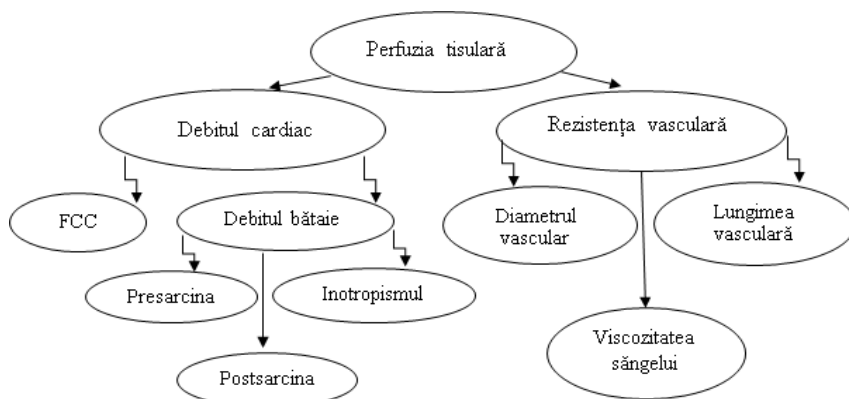 Perfuzia tisulară
Debitul cardiac
Rezistența vasculară
FCC
Debitul bătaie
Diametrul
vascular
Lungimea
vasculară
Presarcina
Inotropismul
Viscozitatea
sângelui
Postsarcina